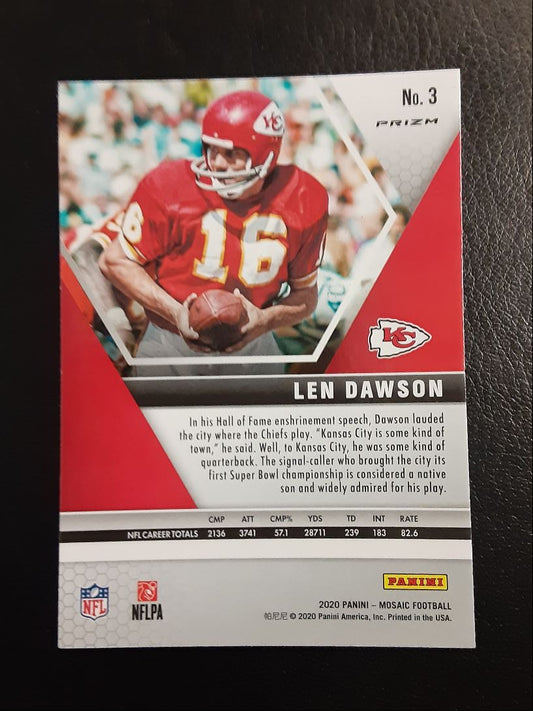 No. 3
PRIZM
KC
16
16
KC
LEN DAWSON
In his Hall of Fame enshrinement speech, Dawson lauded
the city where the Chiefs play. "Kansas City is some kind of
town," he said. Well, to Kansas City, he was some kind of
quarterback. The signal-caller who brought the city its
first Super Bowl championship is considered a native
son and widely admired for his play.
CMP ATT CMP% YDS TD INT RATE
NFL CAREER TOTALS 2136 3741 57.1 28711 239 183 82.6
PANINI
NFL
NFLPA
2020 PANINI – MOSAIC FOOTBALL
帕尼尼 © 2020 Panini America, Inc. Printed in the USA.